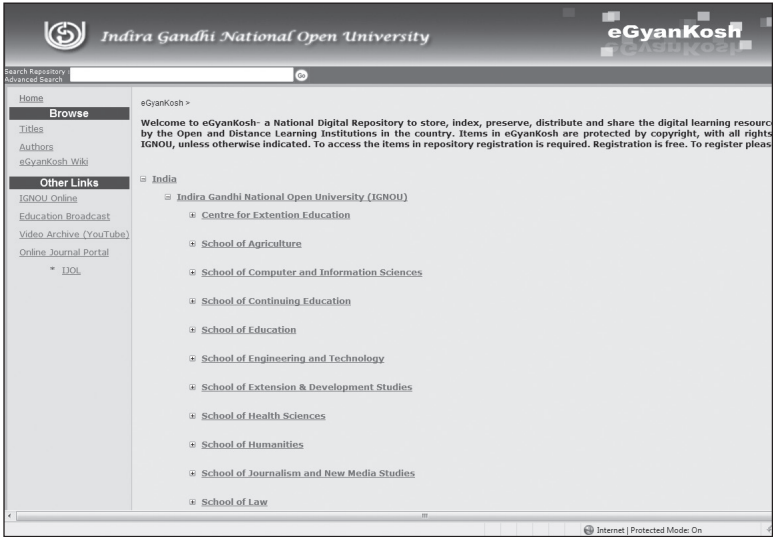 Indira Gandhi National Open University
eGyanKosh
Search Repository :
Go
Advanced Search
Home
Browse
Titles
Authors
eGyanKosh Wiki
Other Links
IGNOU Online
Education Broadcast
Video Archive (YouTube)
Online Journal Portal
* IJOL
eGyanKosh >
Welcome to eGyanKosh- a National Digital Repository to store, index, preserve, distribute and share the digital learning resourc
by the Open and Distance Learning Institutions in the country. Items in eGyanKosh are protected by copyright, with all rights
IGNOU, unless otherwise indicated. To access the items in repository registration is required. Registration is free. To register pleas
India
Indira Gandhi National Open University (IGNOU)
Centre for Extention Education
School of Agriculture
School of Computer and Information Sciences
School of Continuing Education
School of Education
School of Engineering and Technology
School of Extension & Development Studies
School of Health Sciences
School of Humanities
School of Journalism and New Media Studies
School of Law
Internet | Protected Mode: On